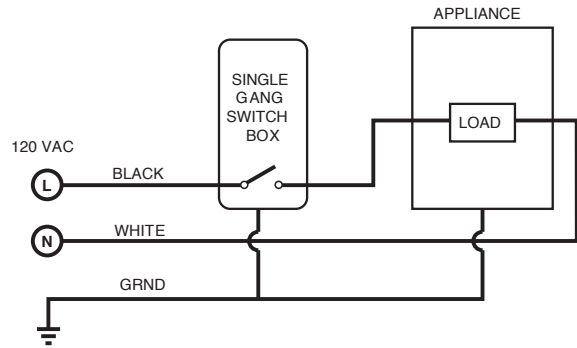 APPLIANCE
SINGLE
GANG
SWITCH
BOX
LOAD
120 VAC
L
BLACK
N
WHITE
GRND